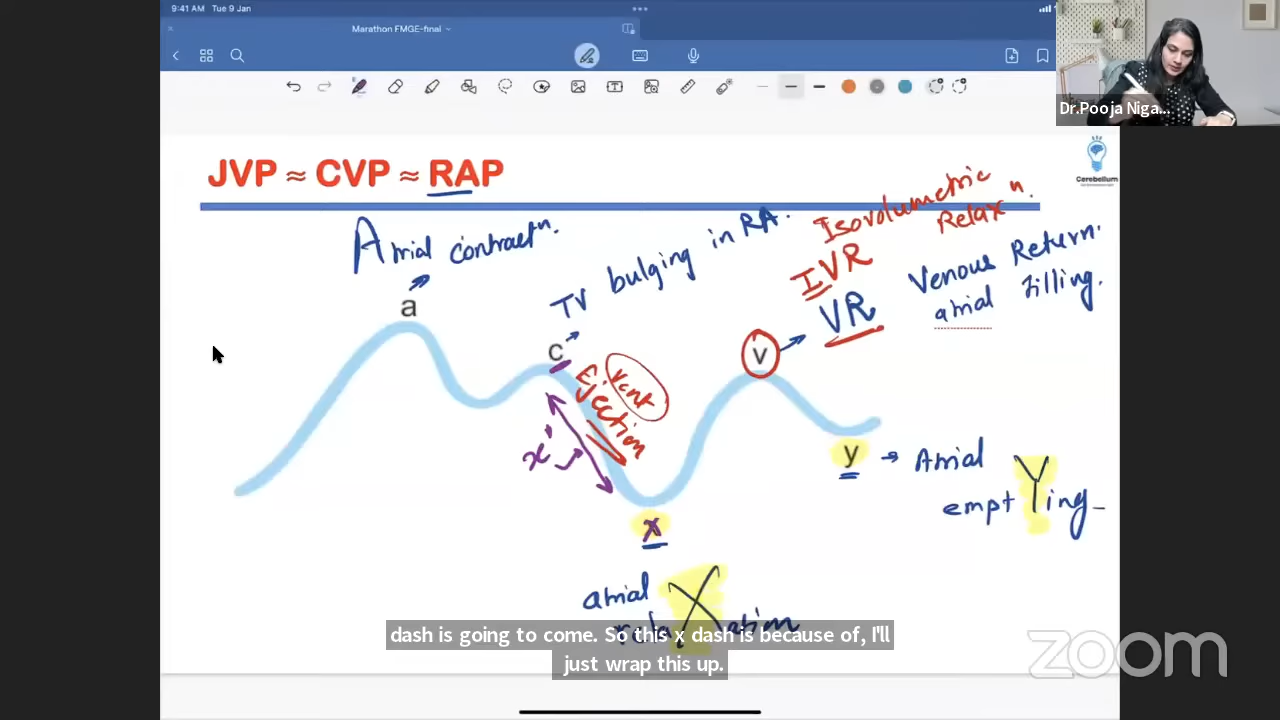 9:41 AM Tue 9 Jan
Marathon FMGE-final
Dr.Pooja Niga...
Cerebellum
JVP ≈ CVP ≈ RAP
Atrial contractⁿ.
bulging in RA.
Isovolumetric
Relaxⁿ.
IVR
VR
Venous Return.
atrial filling.
a
TV
c
v
Vent
Ejection
x'
y
Atrial
emptYing
x
atrial
relaXation
dash is going to come. So this x dash is because of, I'll
just wrap this up.
zoom